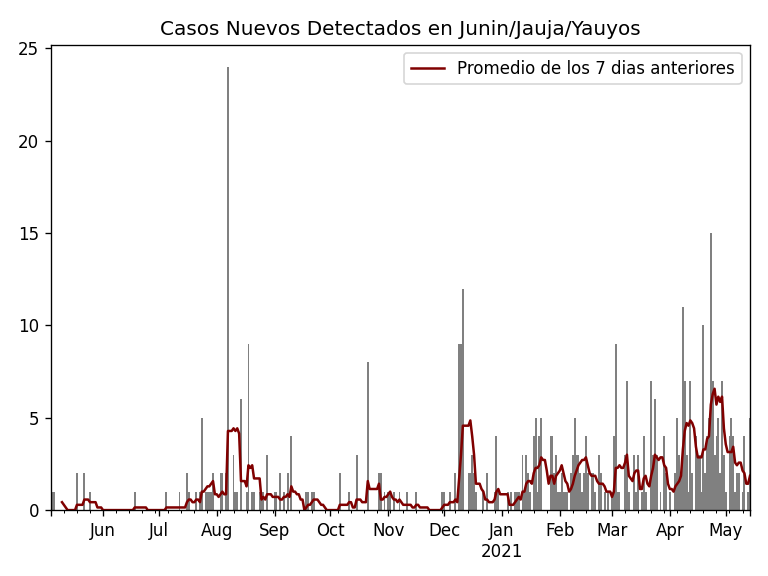 Casos Nuevos Detectados en Junin/Jauja/Yauyos
Promedio de los 7 dias anteriores
25
20
15
10
5
0
Jun Jul Aug Sep Oct Nov Dec Jan Feb Mar Apr May
2021